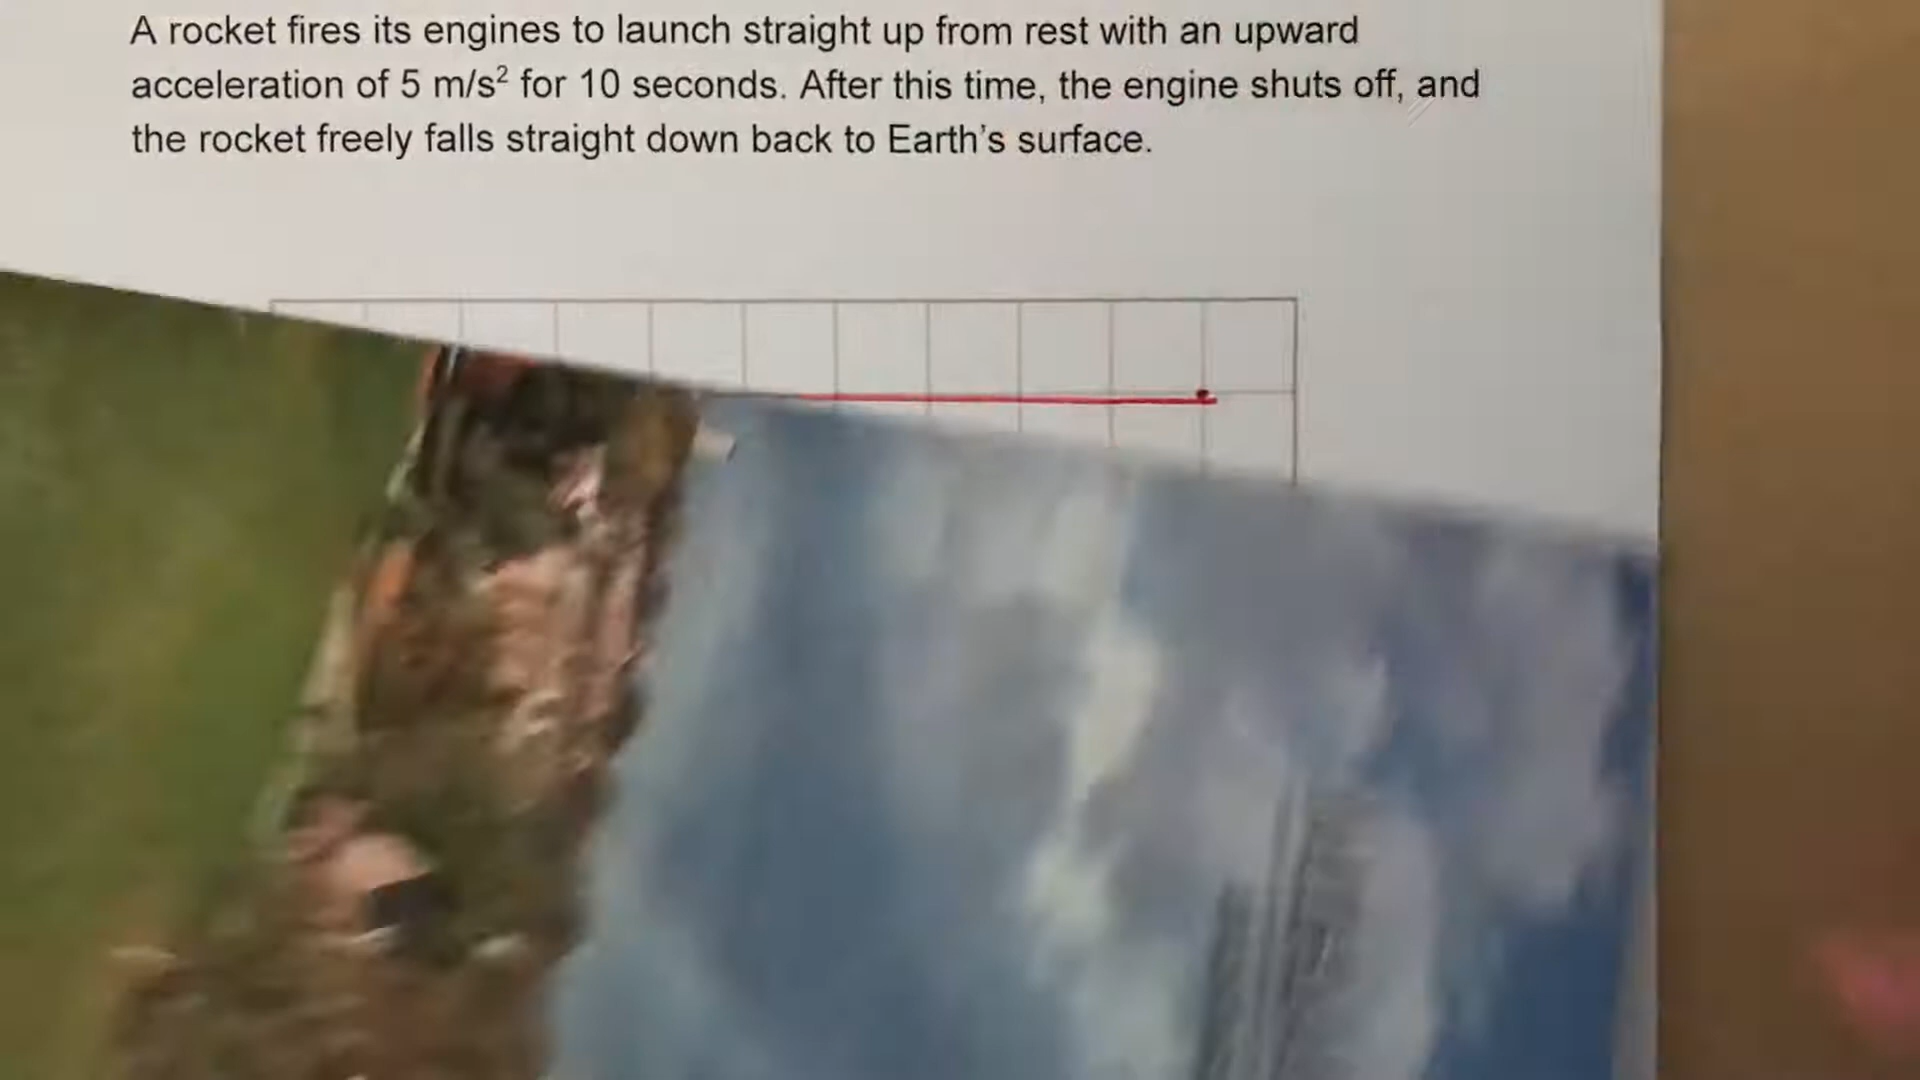 A rocket fires its engines to launch straight up from rest with an upward
acceleration of 5 m/s² for 10 seconds. After this time, the engine shuts off, and
the rocket freely falls straight down back to Earth’s surface.